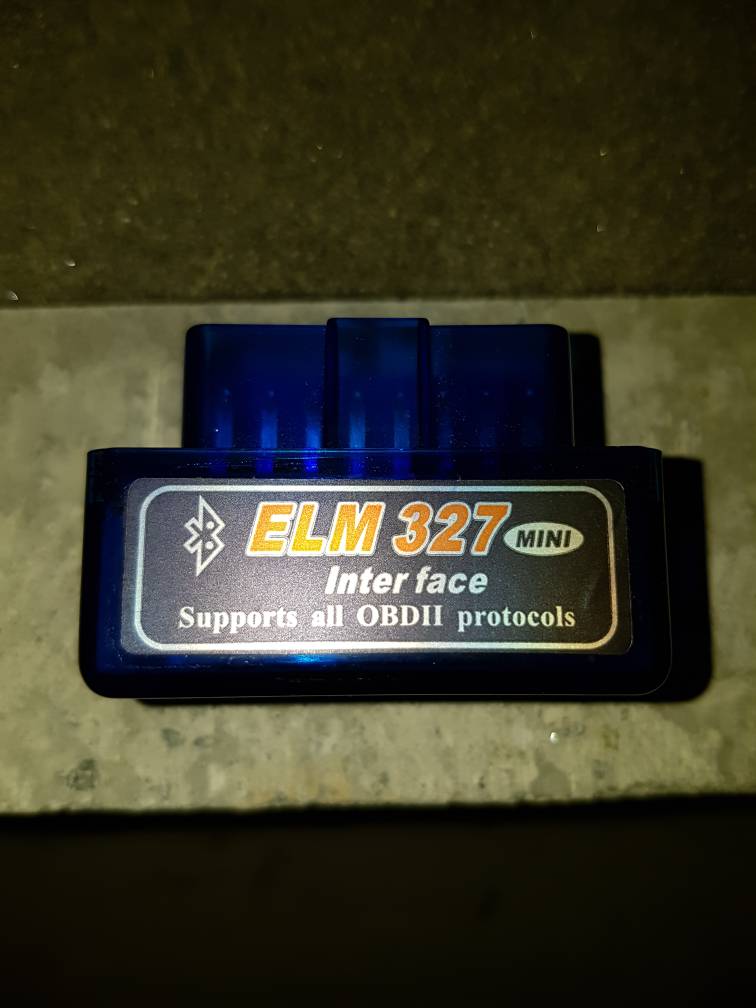 ELM 327 MINI
Inter face
Supports all OBDII protocols